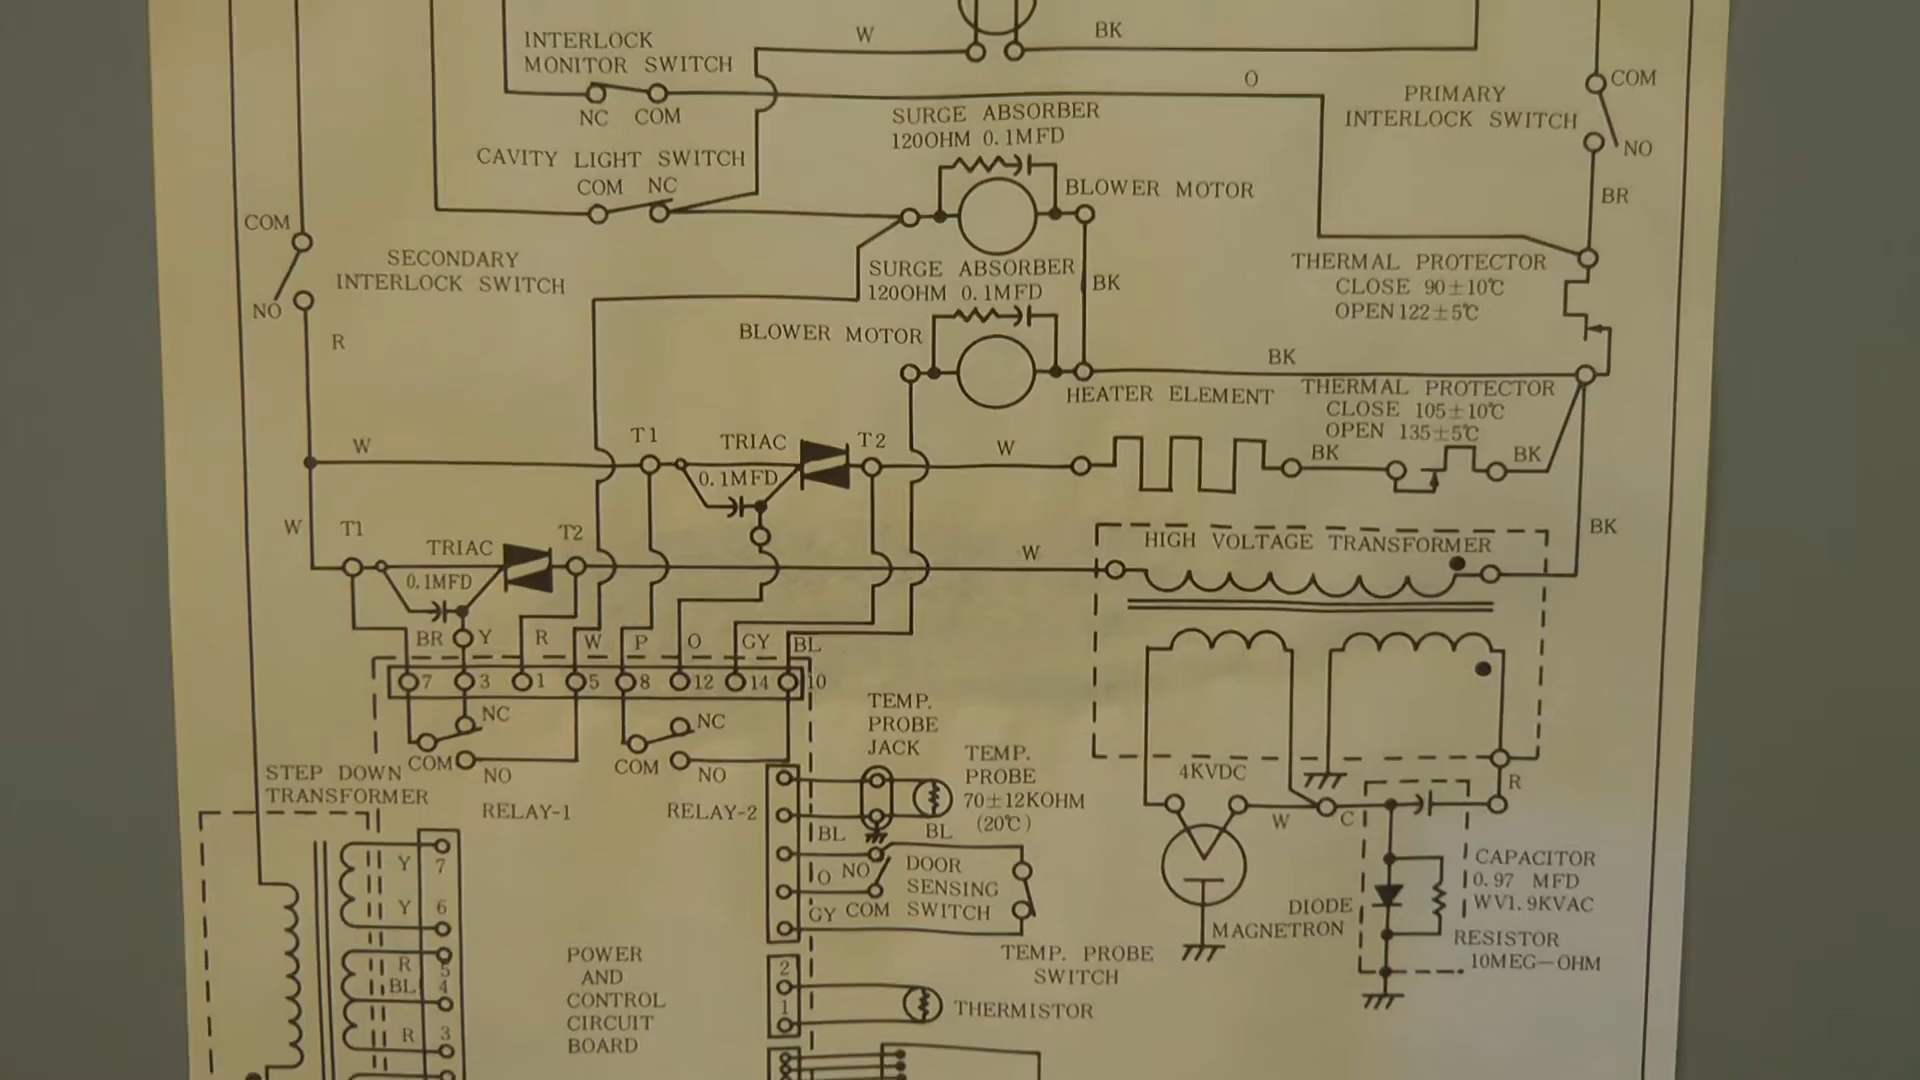 W
BK
INTERLOCK
MONITOR SWITCH
NC COM
O
COM
PRIMARY
INTERLOCK SWITCH
NO
BR
SURGE ABSORBER
120OHM 0.1MFD
CAVITY LIGHT SWITCH
COM NC
BLOWER MOTOR
COM
SECONDARY
INTERLOCK SWITCH
NO
R
SURGE ABSORBER
120OHM 0.1MFD
BK
THERMAL PROTECTOR
CLOSE 90±10℃
OPEN 122±5℃
BLOWER MOTOR
BK
HEATER ELEMENT
THERMAL PROTECTOR
CLOSE 105±10℃
OPEN 135±5℃
W
T1
TRIAC
T2
0.1MFD
W
BK
BK
W
T1
TRIAC
T2
0.1MFD
W
HIGH VOLTAGE TRANSFORMER
BK
BR
Y
R
W
P
O
GY
BL
7
3
1
5
8
12
14
10
NC
COM
NO
RELAY-1
NC
COM
NO
RELAY-2
TEMP.
PROBE
JACK
TEMP.
PROBE
70±12KOHM
(20℃)
BL
BL
4KVDC
W
C
R
STEP DOWN
TRANSFORMER
NO
DOOR
SENSING
SWITCH
O
COM
GY
CAPACITOR
0.97 MFD
WV1.9KVAC
DIODE
MAGNETRON
RESISTOR
10MEG-OHM
TEMP. PROBE
SWITCH
Y
7
Y
6
R
5
BL
4
R
3
POWER
AND
CONTROL
CIRCUIT
BOARD
2
1
THERMISTOR